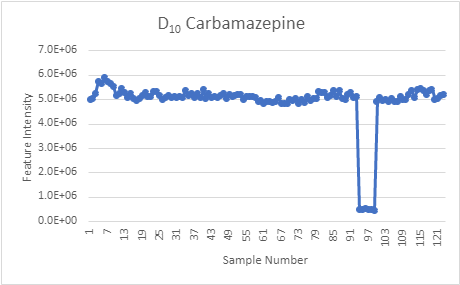 D10 Carbamazepine
7.0E+06
6.0E+06
5.0E+06
4.0E+06
3.0E+06
2.0E+06
1.0E+06
0.0E+00
Feature Intensity
1 7 13 19 25 31 37 43 49 55 61 67 73 79 85 91 97 103 109 115 121
Sample Number